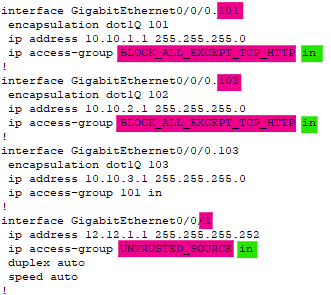 interface GigabitEthernet0/0/0.101
encapsulation dot1Q 101
ip address 10.10.1.1 255.255.255.0
ip access-group BLOCK_ALL_EXCEPT_TCP_HTTP in
!
interface GigabitEthernet0/0/0.102
encapsulation dot1Q 102
ip address 10.10.2.1 255.255.255.0
ip access-group BLOCK_ALL_EXCEPT_TCP_HTTP in
!
interface GigabitEthernet0/0/0.103
encapsulation dot1Q 103
ip address 10.10.3.1 255.255.255.0
ip access-group 101 in
!
interface GigabitEthernet0/0/1
ip address 12.12.1.1 255.255.255.252
ip access-group UNTRUSTED_SOURCE in
duplex auto
speed auto
!